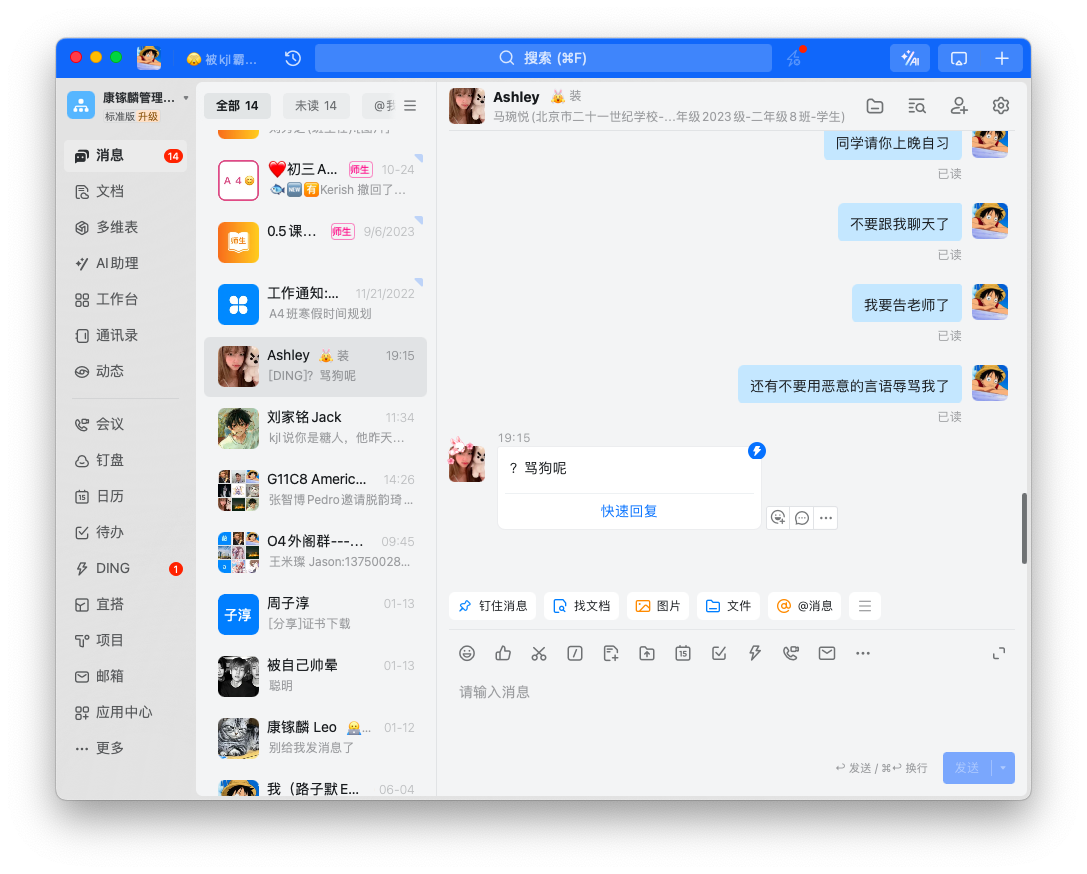 被kjl霸...
搜索 (⌘F)
AI
康镓麟管理...
标准版 升级
消息 14
文档
多维表
AI助理
工作台
通讯录
动态
会议
钉盘
日历
待办
DING 1
宜搭
项目
邮箱
应用中心
更多
全部 14
未读 14
A 4
初三 A... 师生 10-24
NEW 有 Kerish 撤回了...
师生
0.5 课... 师生 9/6/2023
工作通知:... 11/21/2022
A4班寒假时间规划
Ashley 装 19:15
[DING]? 骂狗呢
刘家铭Jack 11:34
kjl说你是糖人，他昨天...
G11C8 Americ... 14:26
张智博Pedro邀请脱韵琦...
O4外阁群---... 09:45
王米璨 Jason:13750028...
子淳
周子淳 01-13
[分享]证书下载
被自己帅晕 01-13
聪明
康镓麟 Leo 01-12
别给我发消息了
我（路子默E... 06-04
Ashley 装
马琬悦(北京市二十一世纪学校-...年级2023级-二年级8班-学生)
同学请你上晚自习
已读
不要跟我聊天了
已读
我要告老师了
已读
还有不要用恶意的言语辱骂我了
已读
19:15
？骂狗呢
快速回复
钉住消息
找文档
图片
文件
@消息
15
请输入消息
发送 / ⌘ 换行
发送